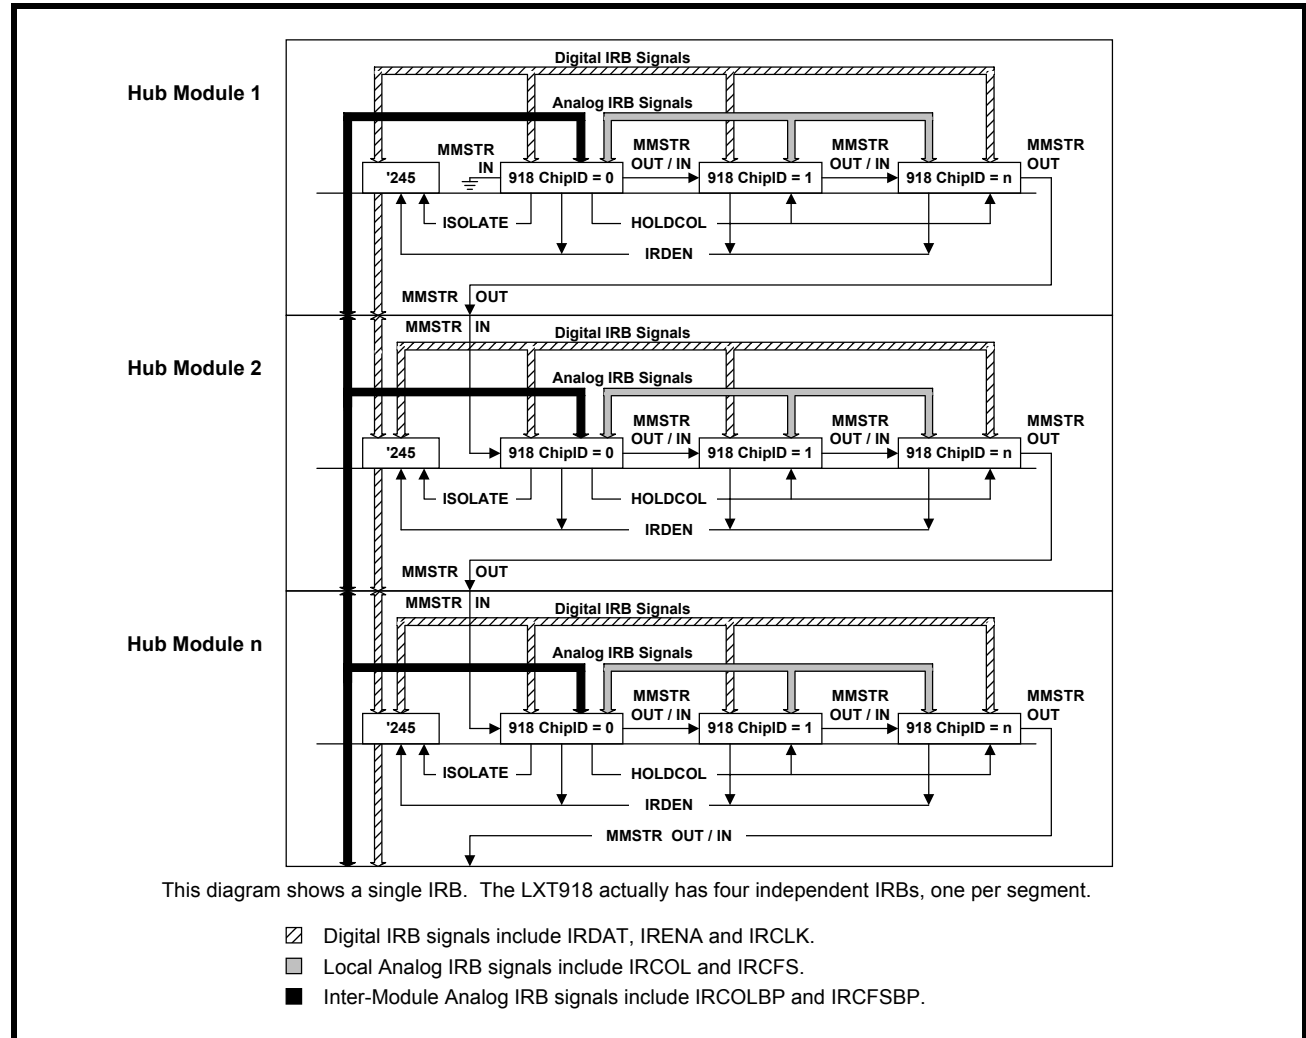 Digital IRB Signals
Hub Module 1
Analog IRB Signals
MMSTR
IN
MMSTR
OUT / IN
MMSTR
OUT / IN
MMSTR
OUT
'245
918 ChipID = 0
918 ChipID = 1
918 ChipID = n
ISOLATE
HOLDCOL
IRDEN
MMSTR OUT
MMSTR IN
Digital IRB Signals
Hub Module 2
Analog IRB Signals
MMSTR
OUT / IN
MMSTR
OUT / IN
MMSTR
OUT
'245
918 ChipID = 0
918 ChipID = 1
918 ChipID = n
ISOLATE
HOLDCOL
IRDEN
MMSTR OUT
MMSTR IN
Digital IRB Signals
Hub Module n
Analog IRB Signals
MMSTR
OUT / IN
MMSTR
OUT / IN
MMSTR
OUT
'245
918 ChipID = 0
918 ChipID = 1
918 ChipID = n
ISOLATE
HOLDCOL
IRDEN
MMSTR OUT / IN
This diagram shows a single IRB. The LXT918 actually has four independent IRBs, one per segment.
Digital IRB signals include IRDAT, IRENA and IRCLK.
Local Analog IRB signals include IRCOL and IRCFS.
Inter-Module Analog IRB signals include IRCOLBP and IRCFSBP.